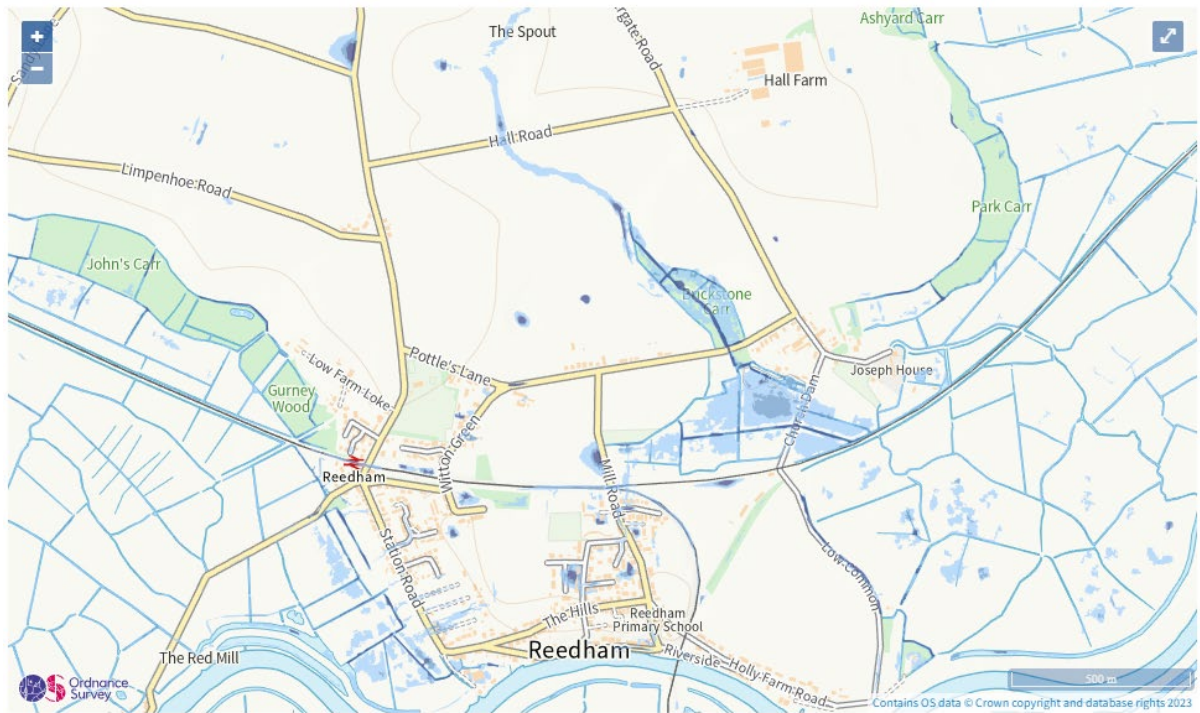 The Spout
Ashyard Carr
Hall Farm
Hall Road
Limpenhoe Road
Park Carr
John's Carr
Brickstone
Carr
Pottle's Lane
Low Farm Loke
Joseph House
Gurney
Wood
Church Dam
Witton Green
Reedham
Mill Road
Station Road
Low Common
The Hills
Reedham
Primary School
Reedham
The Red Mill
Riverside
Holly Farm Road
Ordnance
Survey
500 m
Contains OS data © Crown copyright and database rights 2023